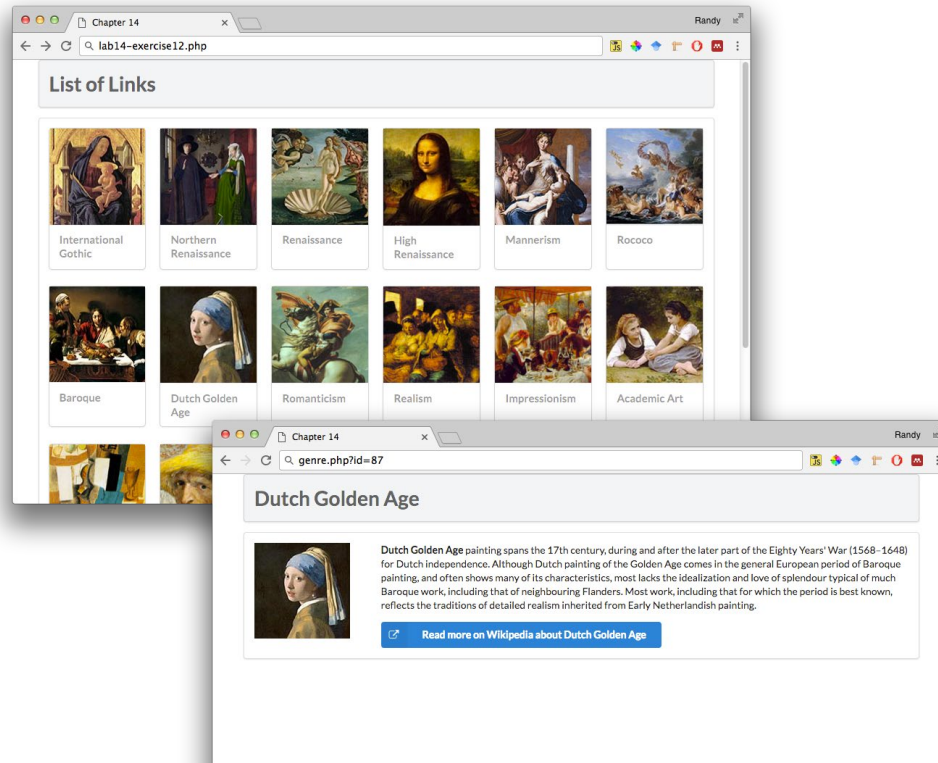 Chapter 14
Randy
lab14-exercise12.php
List of Links
International
Gothic
Northern
Renaissance
Renaissance
High
Renaissance
Mannerism
Rococo
Baroque
Dutch Golden
Age
Romanticism
Realism
Impressionism
Academic Art
Chapter 14
Randy
genre.php?id=87
Dutch Golden Age
Dutch Golden Age painting spans the 17th century, during and after the later part of the Eighty Years' War (1568–1648)
for Dutch independence. Although Dutch painting of the Golden Age comes in the general European period of Baroque
painting, and often shows many of its characteristics, most lacks the idealization and love of splendour typical of much
Baroque work, including that of neighbouring Flanders. Most work, including that for which the period is best known,
reflects the traditions of detailed realism inherited from Early Netherlandish painting.
Read more on Wikipedia about Dutch Golden Age